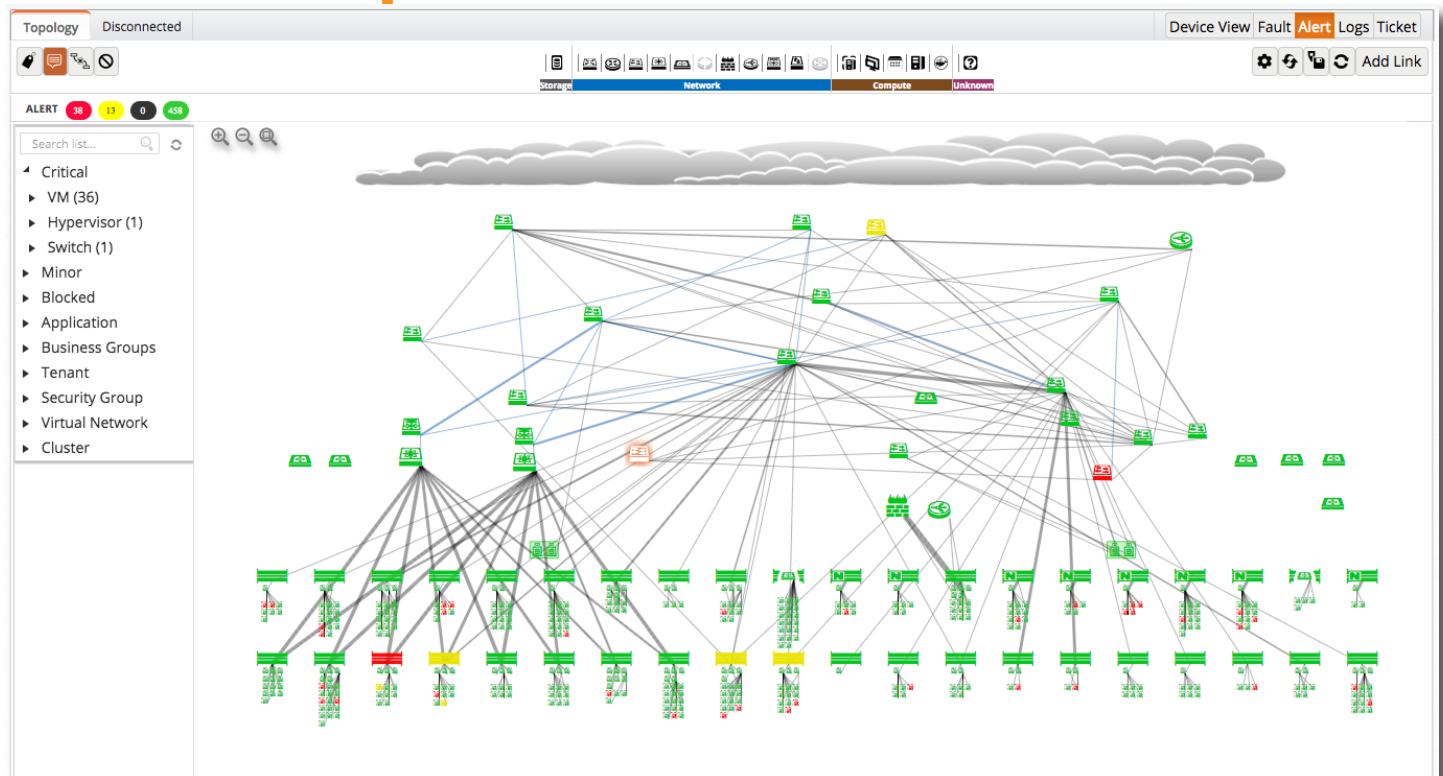 Topology Disconnected Device View Fault Alert Logs Ticket
Add Link
Storage Network Compute Unknown
ALERT 38 13 0 458
Search list...
Critical
VM (36)
Hypervisor (1)
Switch (1)
Minor
Blocked
Application
Business Groups
Tenant
Security Group
Virtual Network
Cluster
N N N N N N N N